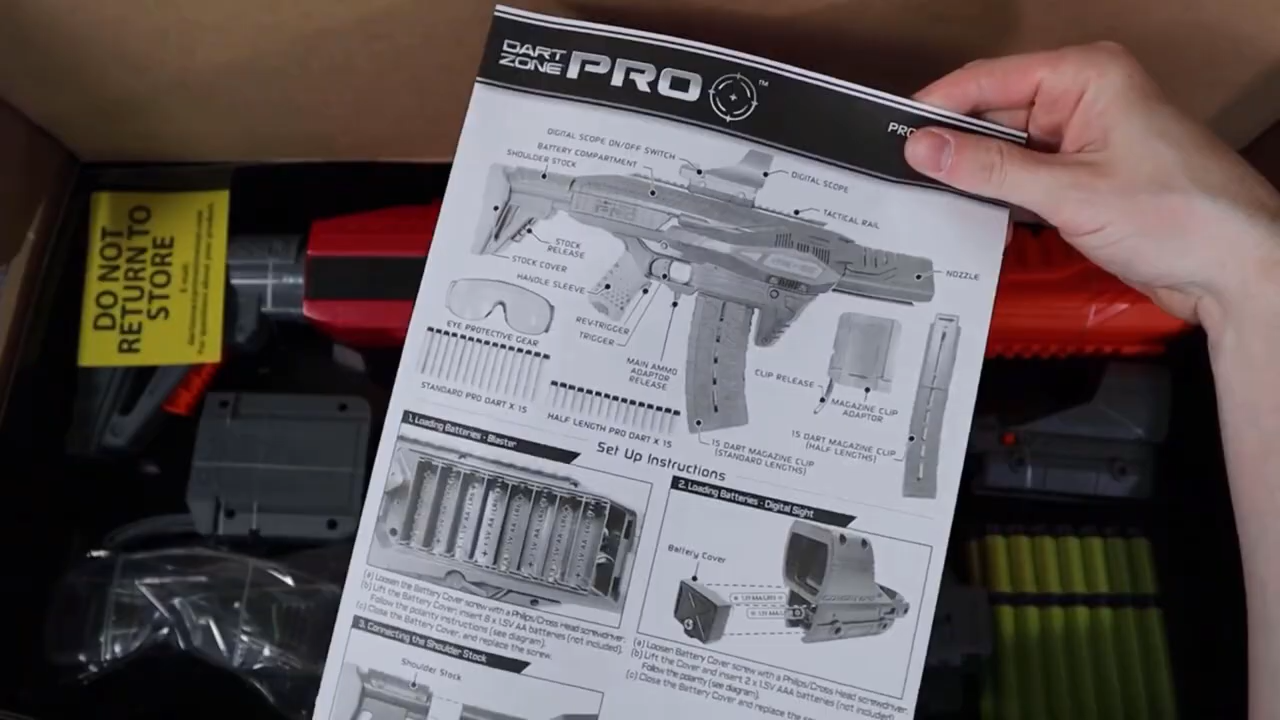 DART
ZONE PRO ™
PRO
DIGITAL SCOPE ON/OFF SWITCH
BATTERY COMPARTMENT
SHOULDER STOCK
DIGITAL SCOPE
TACTICAL RAIL
NOZZLE
STOCK
RELEASE
STOCK COVER
HANDLE SLEEVE
EYE PROTECTIVE GEAR
REV-TRIGGER
TRIGGER
MAIN AMMO
ADAPTOR
RELEASE
CLIP RELEASE
MAGAZINE CLIP
ADAPTOR
STANDARD PRO DART X 15
HALF LENGTH PRO DART X 15
15 DART MAGAZINE CLIP
(STANDARD LENGTHS)
15 DART MAGAZINE CLIP
(HALF LENGTHS)
Set Up Instructions
1. Loading Batteries - Blaster
(a) Loosen the Battery Cover screw with a Philips/Cross Head screwdriver.
(b) Lift the Battery Cover; insert 8 x 1.5V AA batteries (not included).
Follow the polarity instructions (see diagram).
(c) Close the Battery Cover, and replace the screw.
2. Loading Batteries - Digital Sight
Battery Cover
(a) Loosen Battery Cover screw with a Philips/Cross Head screwdriver.
(b) Lift the Cover and insert 2 x 1.5V AAA batteries (not included)
Follow the polarity (see diagram).
(c) Close the Battery Cover and replace the
3. Connecting the Shoulder Stock
Shoulder Stock
DO NOT
RETURN TO
STORE